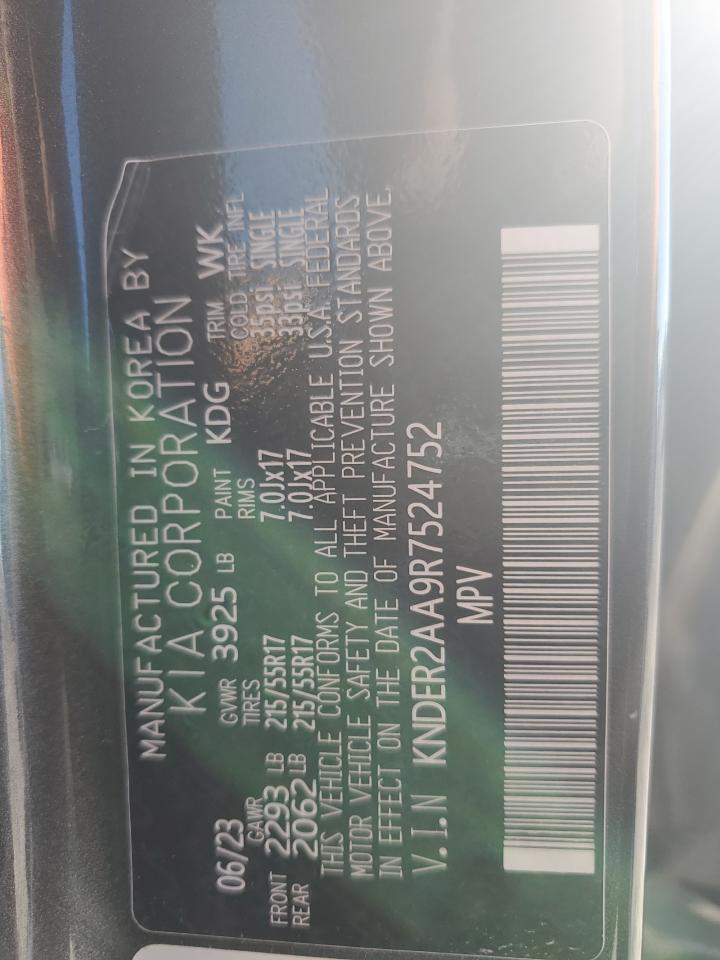 MANUFACTURED IN KOREA BY
KIA CORPORATION
06/23 GVWR 3925 LB PAINT KDG TRIM WK
GAWR TIRES RIMS COLD TIRE INFL
FRONT 2293 LB 215/55R17 7.0Jx17 35psi SINGLE
REAR 2062 LB 215/55R17 7.0Jx17 33psi SINGLE
THIS VEHICLE CONFORMS TO ALL APPLICABLE U.S.A. FEDERAL
MOTOR VEHICLE SAFETY AND THEFT PREVENTION STANDARDS
IN EFFECT ON THE DATE OF MANUFACTURE SHOWN ABOVE.
V.I.N KNDER2AA9R7524752
MPV